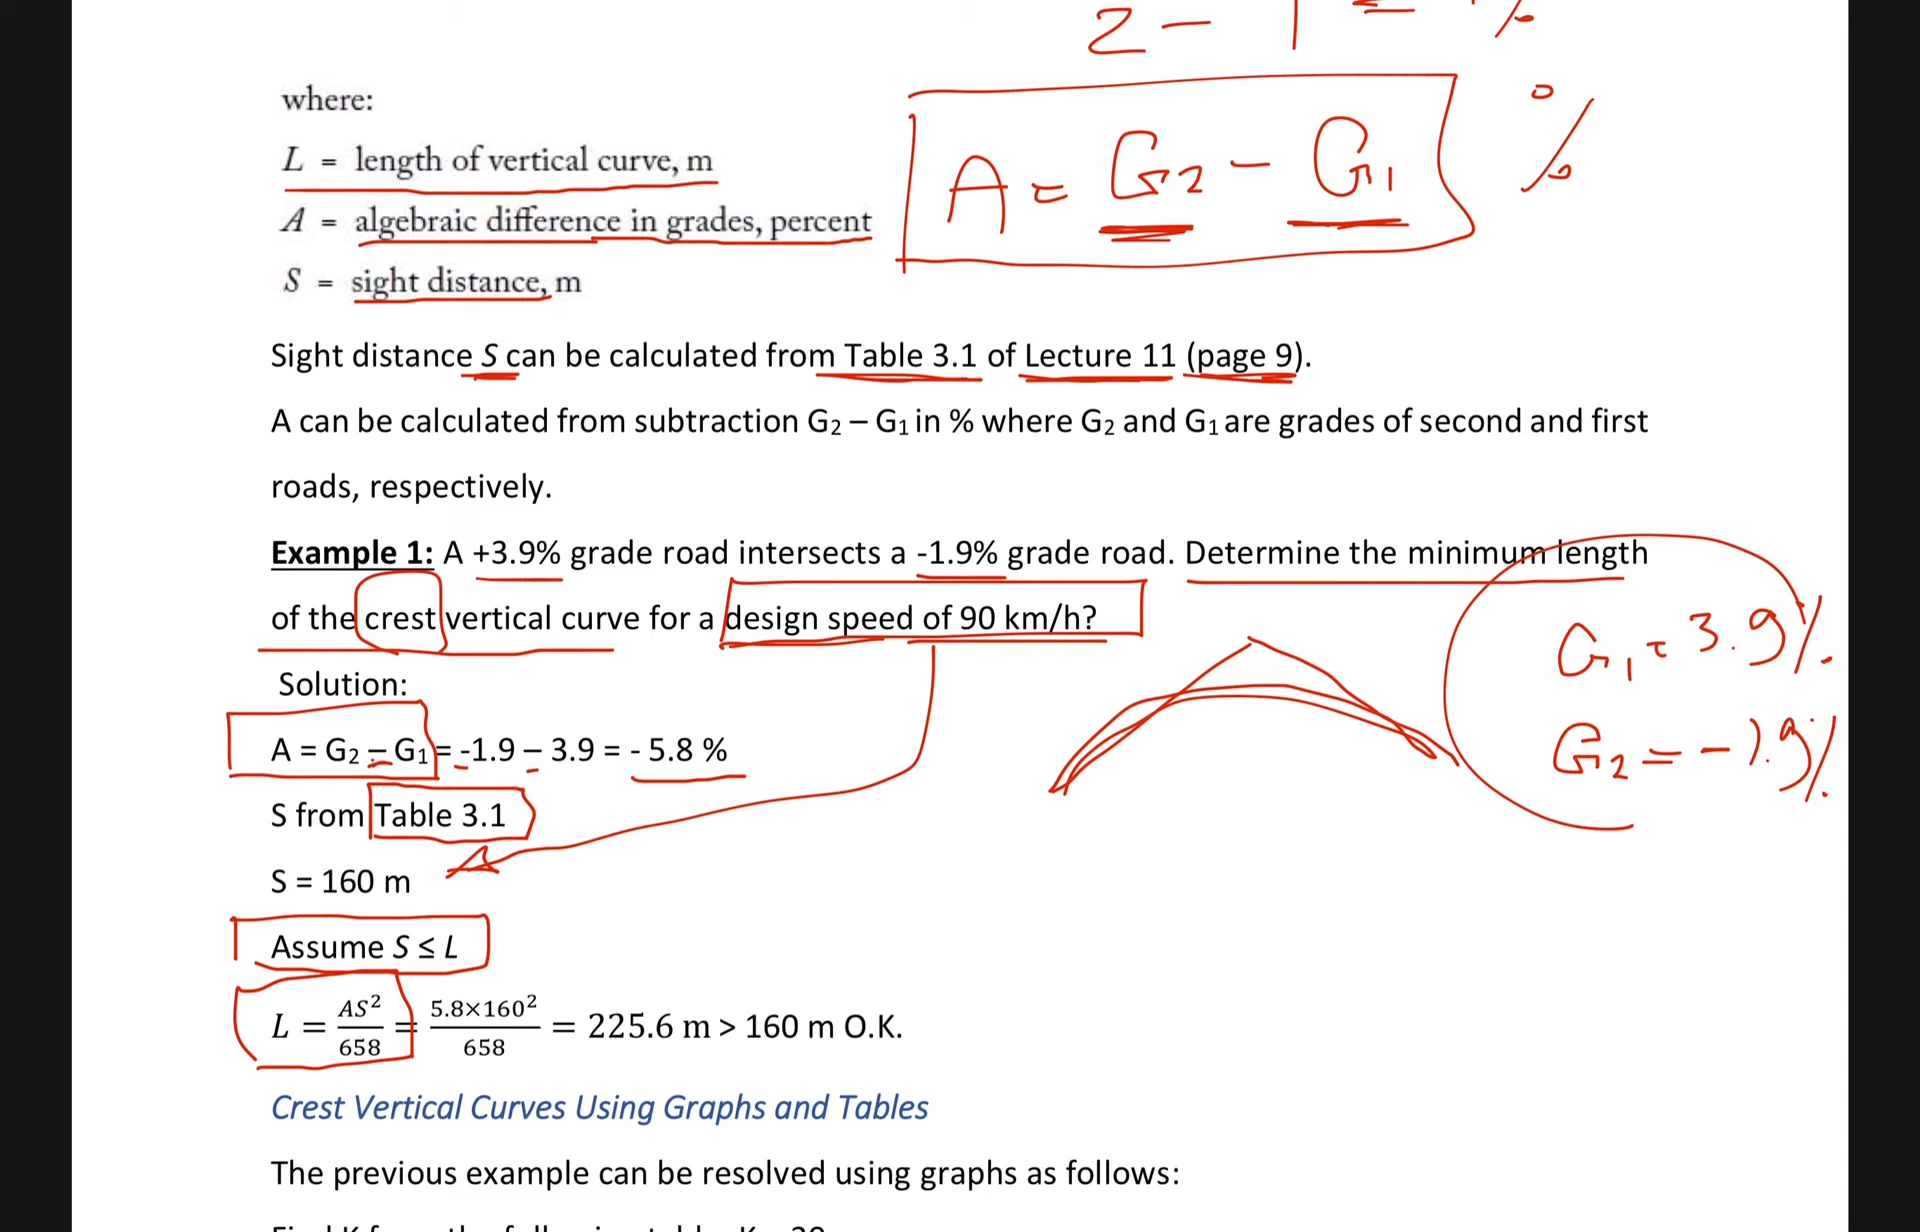 2 -
where:
L = length of vertical curve, m
A = algebraic difference in grades, percent
S = sight distance, m
A = G2 - G1 %
Sight distance S can be calculated from Table 3.1 of Lecture 11 (page 9).
A can be calculated from subtraction G₂ – G₁ in % where G₂ and G₁ are grades of second and first
roads, respectively.
Example 1: A +3.9% grade road intersects a -1.9% grade road. Determine the minimum length
of the crest vertical curve for a design speed of 90 km/h?
G1 = 3.9%
G2 = -1.9%
Solution:
A = G₂ – G₁ = -1.9 – 3.9 = - 5.8 %
S from Table 3.1
S = 160 m
Assume S ≤ L
L = AS²/658 = 5.8×160²/658 = 225.6 m > 160 m O.K.
Crest Vertical Curves Using Graphs and Tables
The previous example can be resolved using graphs as follows: